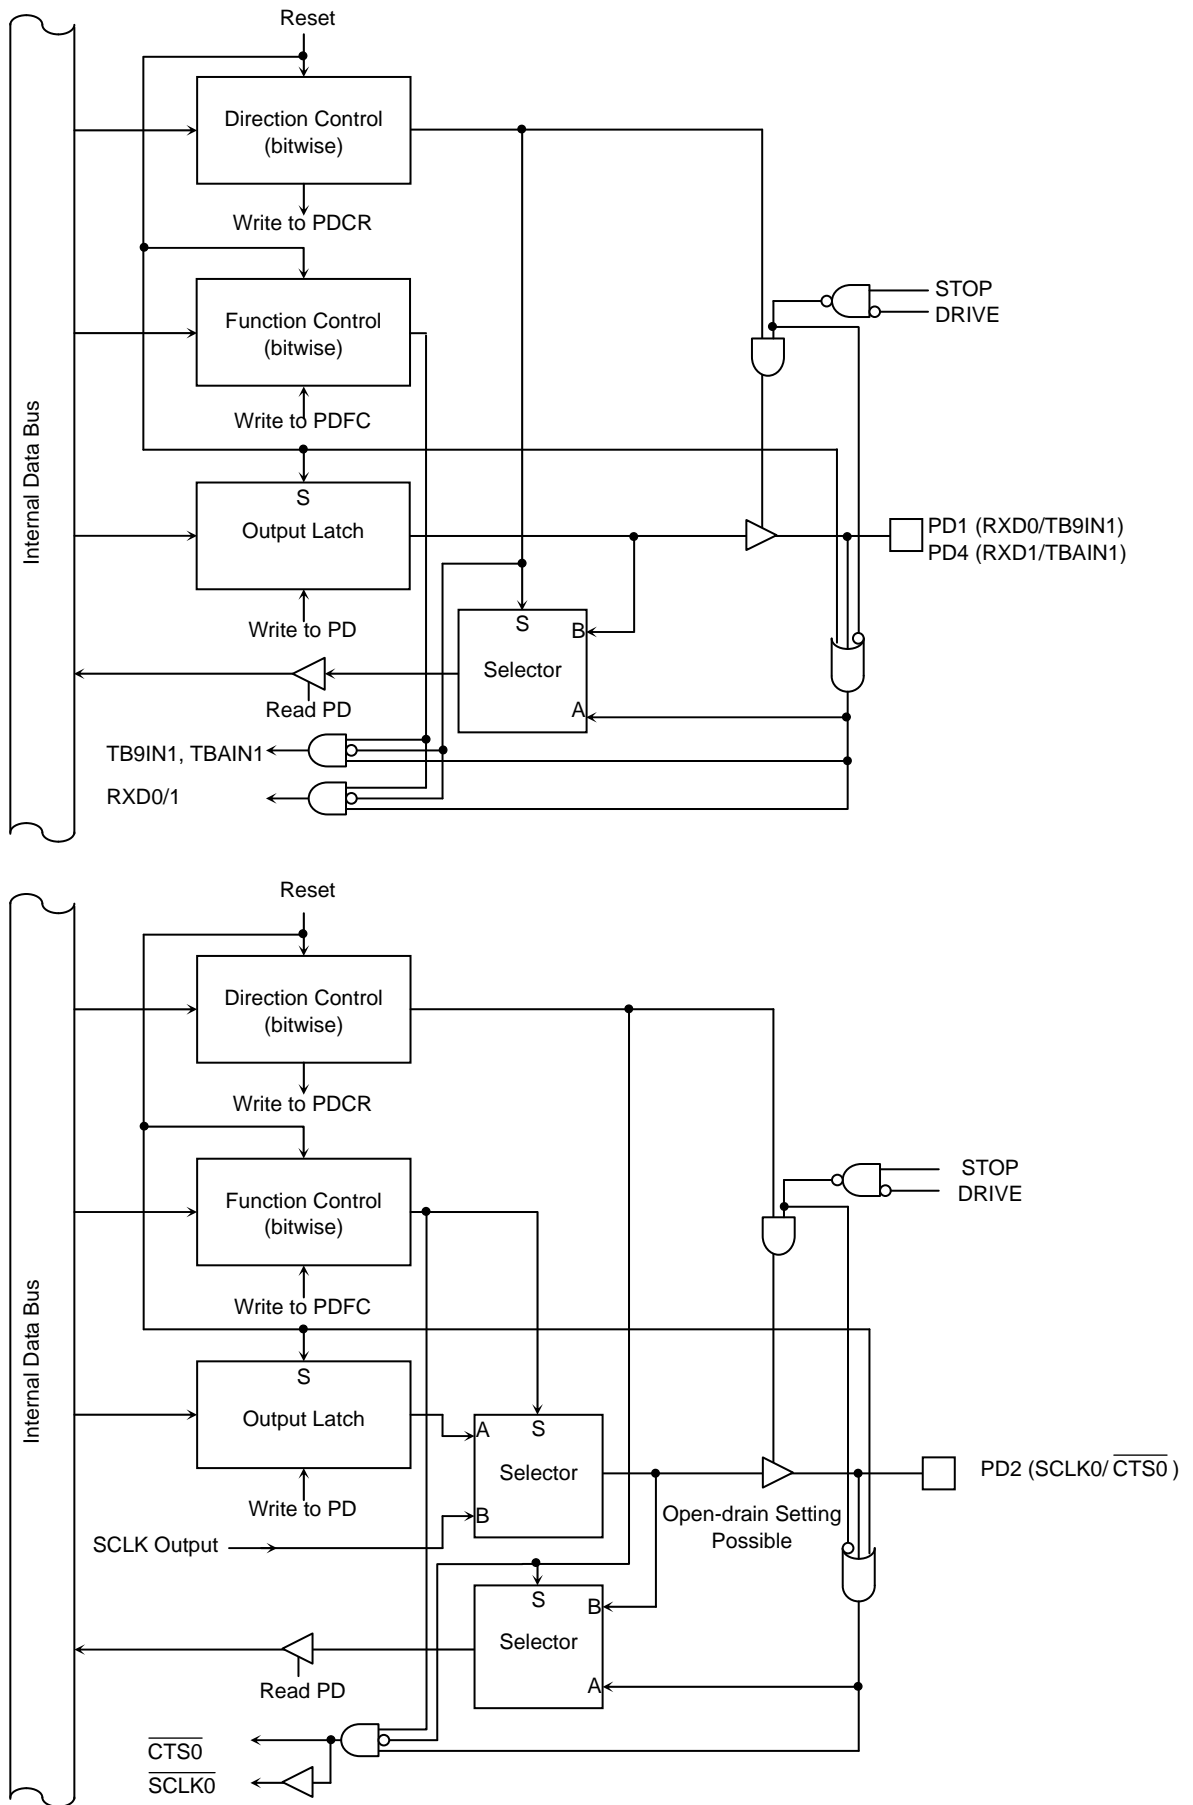 Reset
Direction Control
(bitwise)
Write to PDCR
Function Control
(bitwise)
Write to PDFC
STOP
DRIVE
Internal Data Bus
S
Output Latch
Write to PD
PD1 (RXD0/TB9IN1)
PD4 (RXD1/TBAIN1)
S
B
Selector
A
Read PD
TB9IN1, TBAIN1
RXD0/1
Reset
Direction Control
(bitwise)
Write to PDCR
Function Control
(bitwise)
Write to PDFC
STOP
DRIVE
Internal Data Bus
S
Output Latch
Write to PD
A
S
Selector
B
SCLK Output
PD2 (SCLK0/ CTS0 )
Open-drain Setting
Possible
S
B
Selector
A
Read PD
CTS0
SCLK0